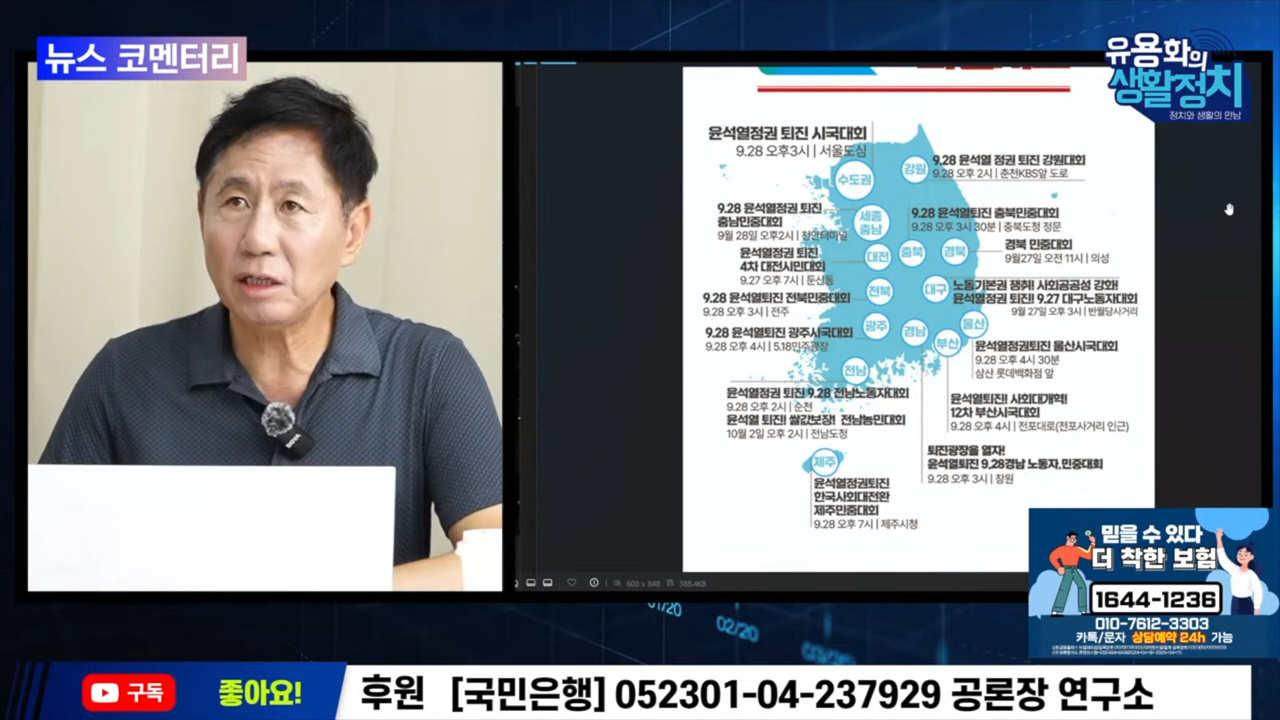 뉴스 코멘터리
유용화의
생활정치
정치와 생활의 만남
윤석열정권 퇴진 시국대회
9.28 오후3시 | 서울도심
수도권
강원
9.28 윤석열 정권 퇴진 강원대회
9.28 오후 2시 | 춘천KBS앞 도로
9.28 윤석열정권 퇴진
충남민중대회
9월 28일 오후2시 | 천안터미널
세종
충남
9.28 윤석열퇴진 충북민중대회
9.28 오후 3시 30분 | 충북도청 정문
윤석열정권 퇴진
4차 대전시민대회
9.27 오후 7시 | 둔산동
대전
충북
경북
경북 민중대회
9월27일 오전 11시 | 의성
9.28 윤석열퇴진 전북민중대회
9.28 오후 3시 | 전주
전북
대구
노동기본권 쟁취! 사회공공성 강화!
윤석열정권 퇴진! 9.27 대구노동자대회
9월 27일 오후 3시 | 반월당사거리
9.28 윤석열퇴진 광주시국대회
9.28 오후 4시 | 5.18민주광장
광주
경남
부산
울산
윤석열정권퇴진 울산시국대회
9.28 오후 4시 30분
삼산 롯데백화점 앞
전남
윤석열정권 퇴진 9.28 전남노동자대회
9.28 오후 2시 | 순천
윤석열 퇴진! 쌀값보장! 전남농민대회
10월 2일 오후 2시 | 전남도청
윤석열퇴진! 사회대개혁!
12차 부산시국대회
9.28 오후 4시 | 전포대로(전포사거리 인근)
퇴진광장을 열자!
윤석열퇴진 9.28경남 노동자.민중대회
9.28 오후 3시 | 창원
제주
윤석열정권퇴진
한국사회대전환
제주민중대회
9.28 오후 7시 | 제주시청
600 x 848
388.4KB
믿을 수 있다
더 착한 보험
1644-1236
010-7612-3303
카톡/문자 상담예약 24h 가능
01/20
02/20
구독
좋아요!
후원 [국민은행] 052301-04-237929 공론장 연구소